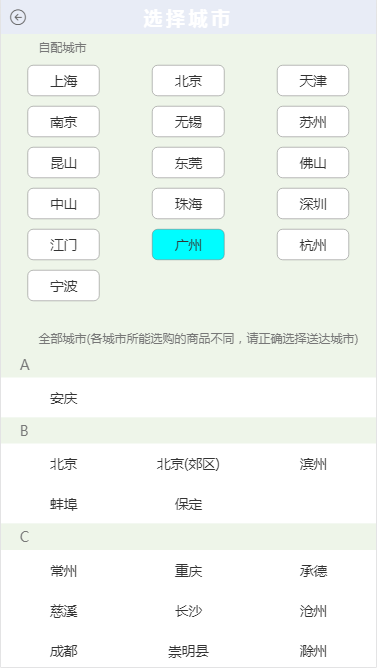 选择城市
自配城市
上海 北京 天津
南京 无锡 苏州
昆山 东莞 佛山
中山 珠海 深圳
江门 广州 杭州
宁波
全部城市(各城市所能选购的商品不同，请正确选择送达城市)
A
安庆
B
北京 北京(郊区) 滨州
蚌埠 保定
C
常州 重庆 承德
慈溪 长沙 沧州
成都 崇明县 滁州